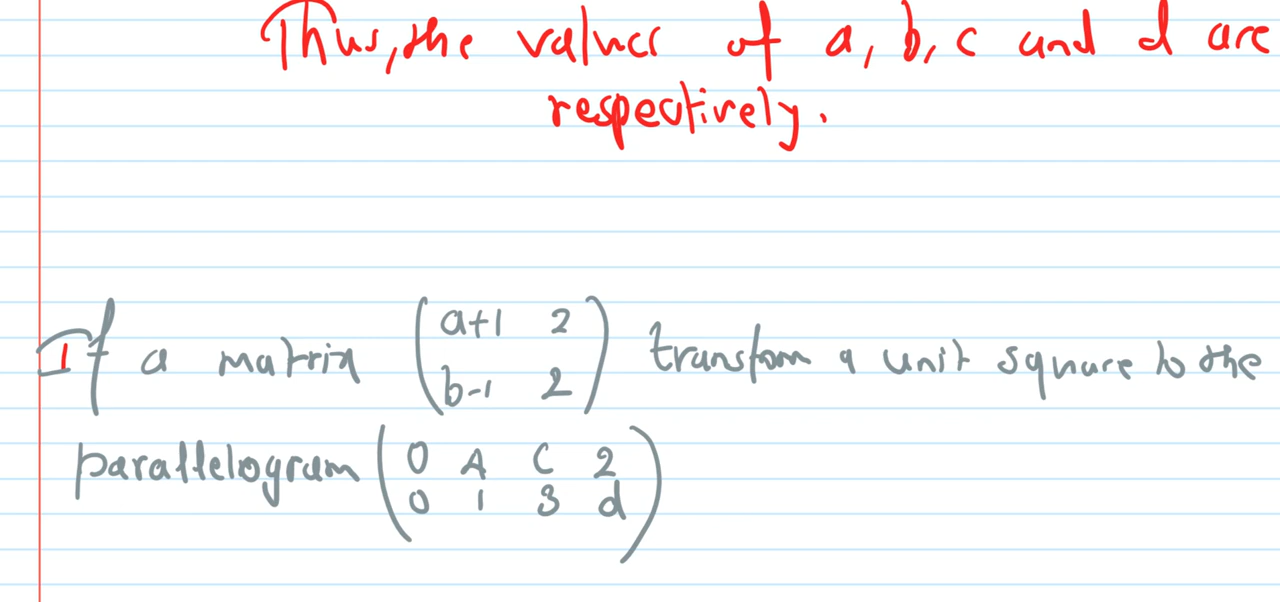 Thus, the values of a, b, c and d are
respectively.
If a matrix (a+1 2
b-1 2) transform a unit square to the
parallelogram (0 A C 2
0 1 3 d)